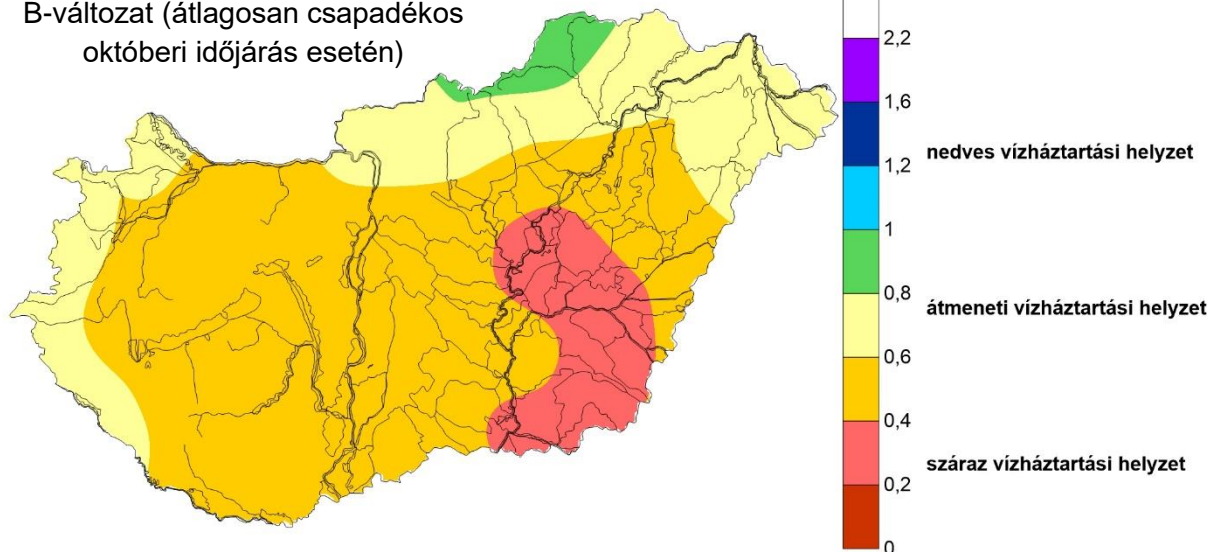 B-változat (átlagosan csapadékos
októberi időjárás esetén)
2,2
1,6
nedves vízháztartási helyzet
1,2
1
0,8
átmeneti vízháztartási helyzet
0,6
0,4
száraz vízháztartási helyzet
0,2
0